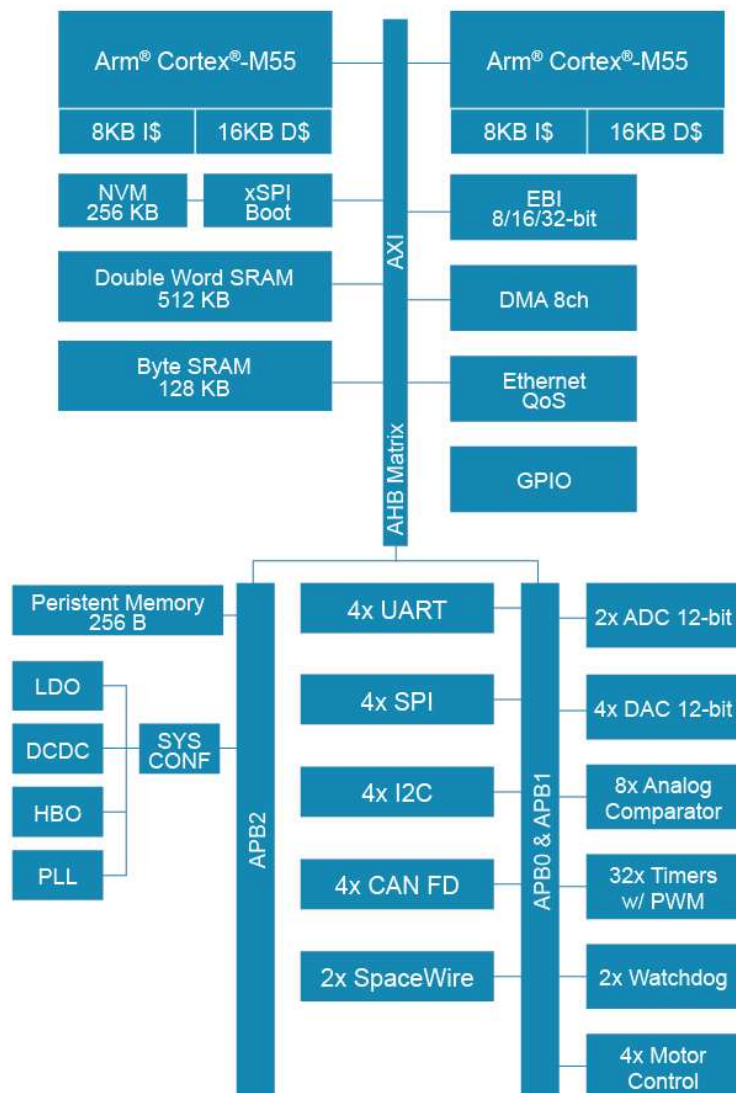 Arm® Cortex®-M55
8KB I$
16KB D$
Arm® Cortex®-M55
8KB I$
16KB D$
NVM
256 KB
xSPI
Boot
Double Word SRAM
512 KB
Byte SRAM
128 KB
AXI
AHB Matrix
EBI
8/16/32-bit
DMA 8ch
Ethernet
QoS
GPIO
Peristent Memory
256 B
LDO
DCDC
HBO
PLL
SYS
CONF
APB2
4x UART
4x SPI
4x I2C
4x CAN FD
2x SpaceWire
APB0 & APB1
2x ADC 12-bit
4x DAC 12-bit
8x Analog
Comparator
32x Timers
w/ PWM
2x Watchdog
4x Motor
Control